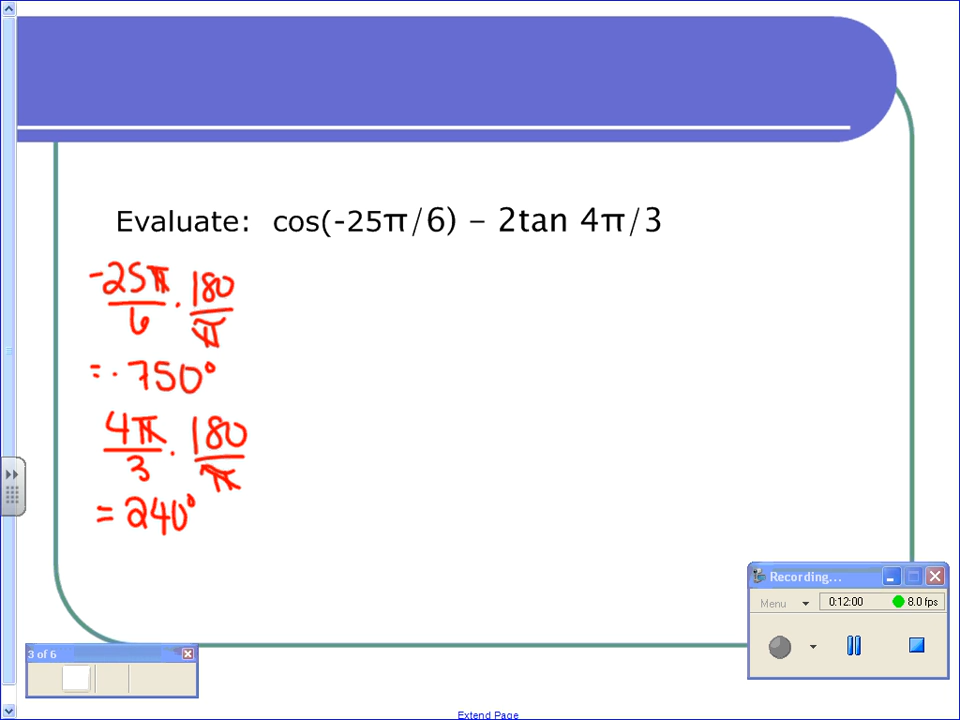 Evaluate: cos(-25π/6) – 2tan 4π/3
-25π/6 · 180/π
= -750°
4π/3 · 180/π
= 240°
Recording...
Menu 0:12:00 8.0 fps
3 of 6
Extend Page